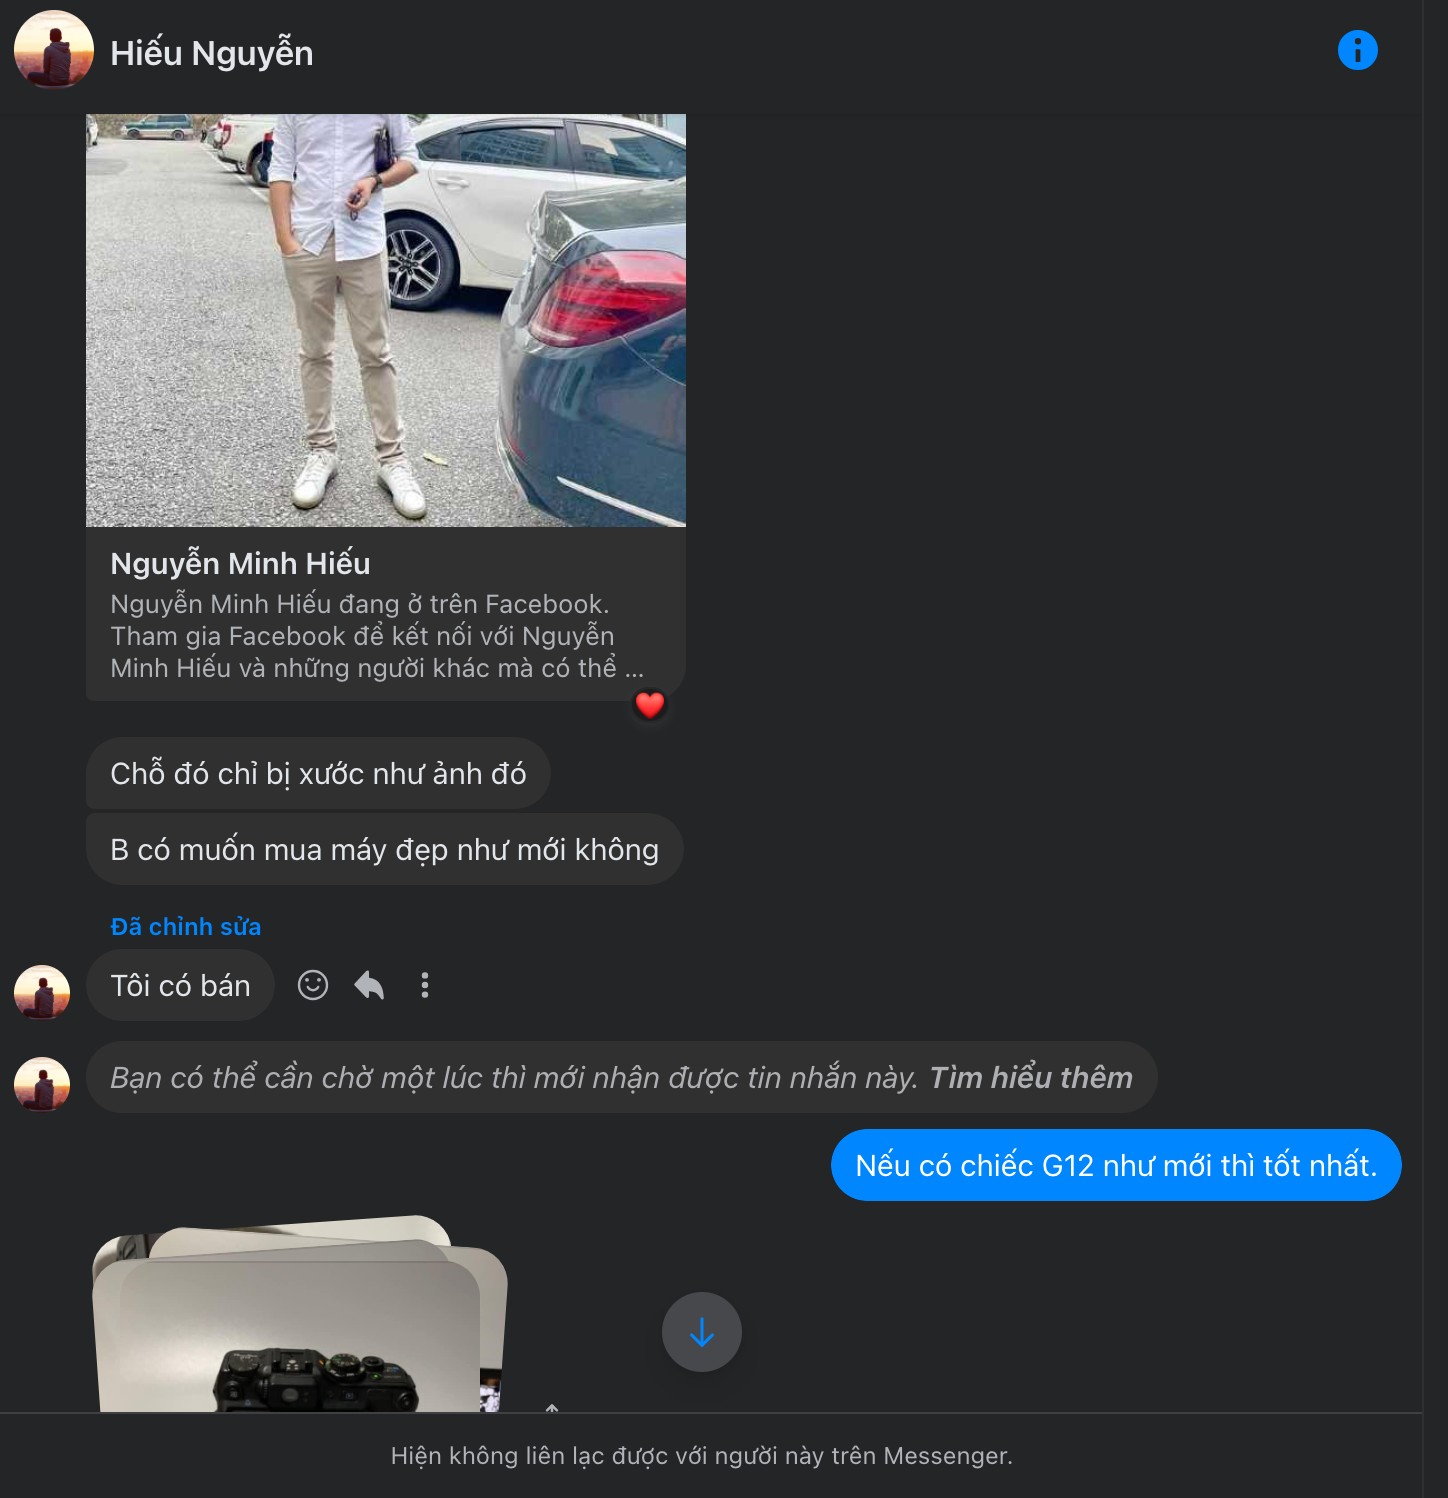 Hiếu Nguyễn
Nguyễn Minh Hiếu
Nguyễn Minh Hiếu đang ở trên Facebook.
Tham gia Facebook để kết nối với Nguyễn
Minh Hiếu và những người khác mà có thể ...
Chỗ đó chỉ bị xước như ảnh đó
B có muốn mua máy đẹp như mới không
Đã chỉnh sửa
Tôi có bán
Bạn có thể cần chờ một lúc thì mới nhận được tin nhắn này. Tìm hiểu thêm
Nếu có chiếc G12 như mới thì tốt nhất.
Hiện không liên lạc được với người này trên Messenger.